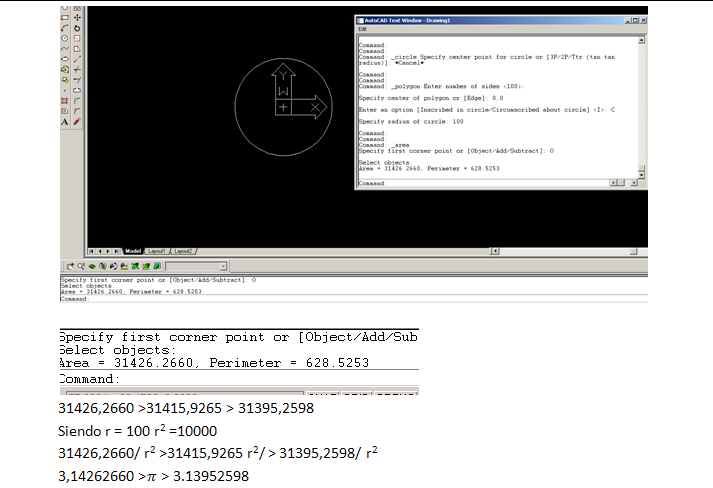 AutoCAD Text Window - Drawing1
Edit
Command:
Command:
Command: _circle Specify center point for circle or [3P/2P/Ttr (tan tan
radius)]: *Cancel*
Command:
Command:
Command: _polygon Enter number of sides <100>:
Specify center of polygon or [Edge]: 0,0
Enter an option [Inscribed in circle/Circumscribed about circle] <I>: C
Specify radius of circle: 100
Command:
Command:
Command: _area
Specify first corner point or [Object/Add/Subtract]: O
Select objects:
Area = 31426.2660, Perimeter = 628.5253
Command:
Y
W
X
A
Model
Layout1
Layout2
Specify first corner point or [Object/Add/Subtract]: O
Select objects:
Area = 31426.2660, Perimeter = 628.5253
Command:
Specify first corner point or [Object/Add/Sub
Select objects:
Area = 31426.2660, Perimeter = 628.5253
Command:
31426,2660 >31415,9265 > 31395,2598
Siendo r = 100 r² =10000
31426,2660/ r² >31415,9265 r²/> 31395,2598/ r²
3,14262660 >π > 3.13952598